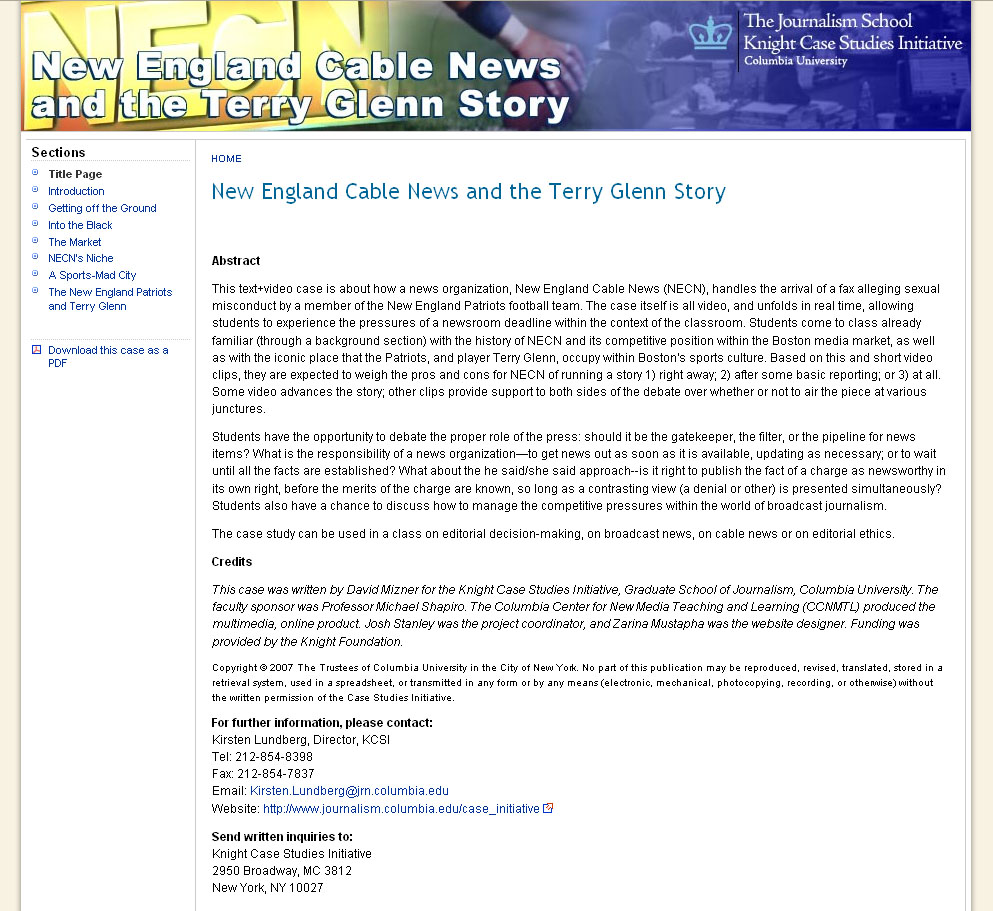 NECN
New England Cable News
and the Terry Glenn Story
The Journalism School
Knight Case Studies Initiative
Columbia University
Sections
Title Page
Introduction
Getting off the Ground
Into the Black
The Market
NECN's Niche
A Sports-Mad City
The New England Patriots
and Terry Glenn
Download this case as a
PDF
HOME
New England Cable News and the Terry Glenn Story
Abstract
This text+video case is about how a news organization, New England Cable News (NECN), handles the arrival of a fax alleging sexual
misconduct by a member of the New England Patriots football team. The case itself is all video, and unfolds in real time, allowing
students to experience the pressures of a newsroom deadline within the context of the classroom. Students come to class already
familiar (through a background section) with the history of NECN and its competitive position within the Boston media market, as well
as with the iconic place that the Patriots, and player Terry Glenn, occupy within Boston's sports culture. Based on this and short video
clips, they are expected to weigh the pros and cons for NECN of running a story 1) right away; 2) after some basic reporting; or 3) at all.
Some video advances the story; other clips provide support to both sides of the debate over whether or not to air the piece at various
junctures.
Students have the opportunity to debate the proper role of the press: should it be the gatekeeper, the filter, or the pipeline for news
items? What is the responsibility of a news organization—to get news out as soon as it is available, updating as necessary; or to wait
until all the facts are established? What about the he said/she said approach--is it right to publish the fact of a charge as newsworthy in
its own right, before the merits of the charge are known, so long as a contrasting view (a denial or other) is presented simultaneously?
Students also have a chance to discuss how to manage the competitive pressures within the world of broadcast journalism.
The case study can be used in a class on editorial decision-making, on broadcast news, on cable news or on editorial ethics.
Credits
This case was written by David Mizner for the Knight Case Studies Initiative, Graduate School of Journalism, Columbia University. The
faculty sponsor was Professor Michael Shapiro. The Columbia Center for New Media Teaching and Learning (CCNMTL) produced the
multimedia, online product. Josh Stanley was the project coordinator, and Zarina Mustapha was the website designer. Funding was
provided by the Knight Foundation.
Copyright © 2007 The Trustees of Columbia University in the City of New York. No part of this publication may be reproduced, revised, translated, stored in a
retrieval system, used in a spreadsheet, or transmitted in any form or by any means (electronic, mechanical, photocopying, recording, or otherwise) without
the written permission of the Case Studies Initiative.
For further information, please contact:
Kirsten Lundberg, Director, KCSI
Tel: 212-854-8398
Fax: 212-854-7837
Email: Kirsten.Lundberg@jrn.columbia.edu
Website: http://www.journalism.columbia.edu/case_initiative
Send written inquiries to:
Knight Case Studies Initiative
2950 Broadway, MC 3812
New York, NY 10027